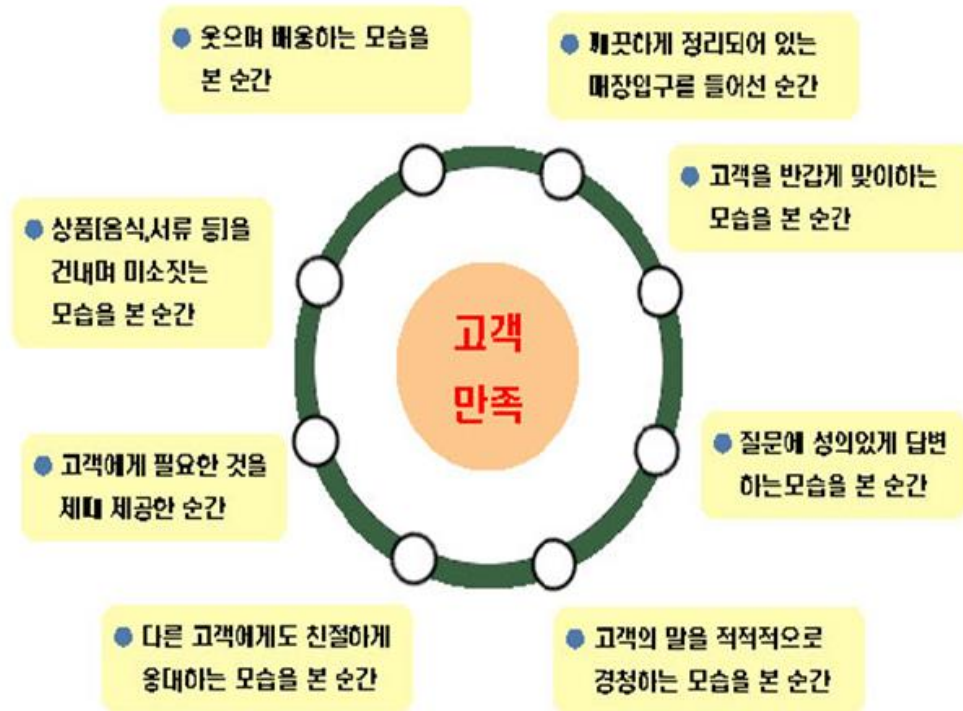 웃으며 배웅하는 모습을
본 순간
깨끗하게 정리되어 있는
매장입구를 들어선 순간
고객을 반갑게 맞이하는
모습을 본 순간
상품[음식,서류 등]을
건내며 미소짓는
모습을 본 순간
고객
만족
고객에게 필요한 것을
제때 제공한 순간
질문에 성의있게 답변
하는모습을 본 순간
다른 고객에게도 친절하게
응대하는 모습을 본 순간
고객의 말을 적적적으로
경청하는 모습을 본 순간